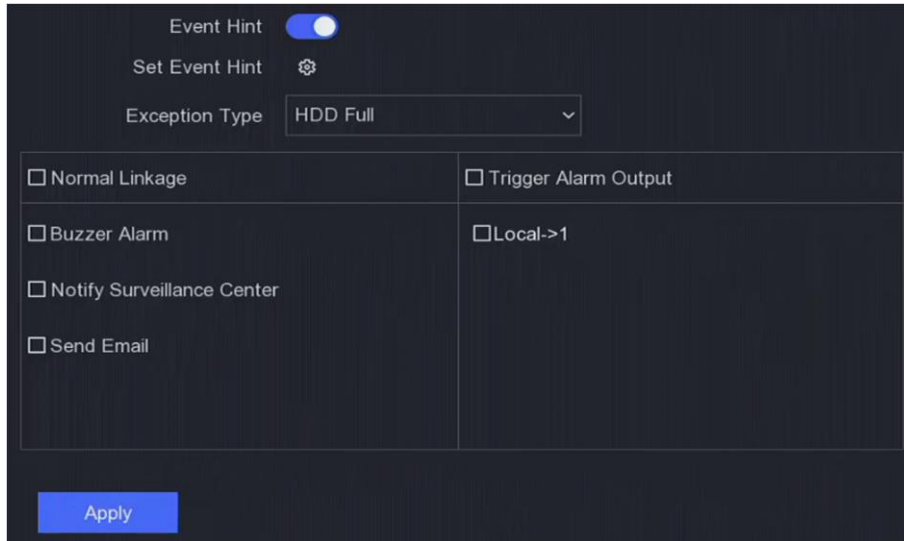 Event Hint
Set Event Hint
Exception Type HDD Full
Normal Linkage Trigger Alarm Output
Buzzer Alarm Local->1
Notify Surveillance Center
Send Email
Apply